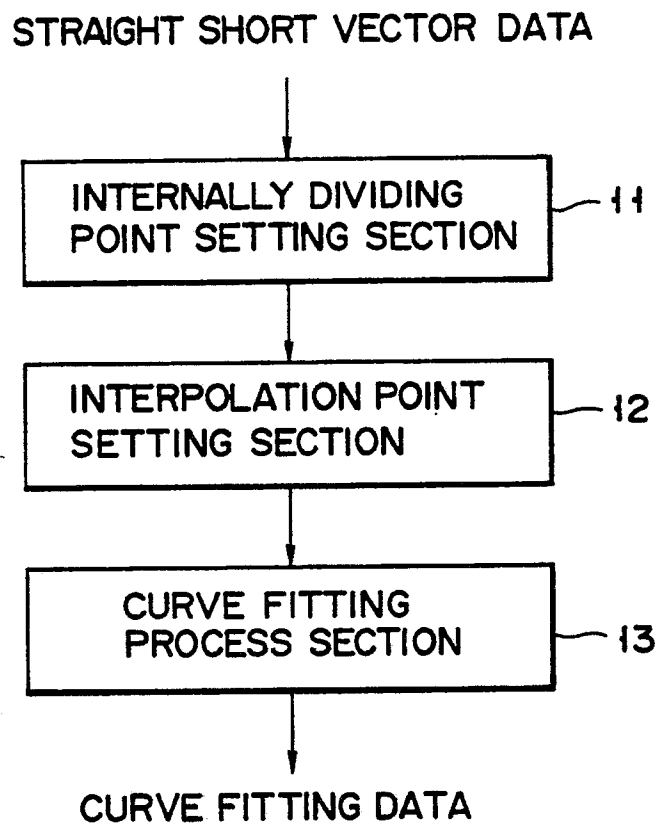 STRAIGHT SHORT VECTOR DATA
INTERNALLY DIVIDING
POINT SETTING SECTION
11
INTERPOLATION POINT
SETTING SECTION
12
CURVE FITTING
PROCESS SECTION
13
CURVE FITTING DATA